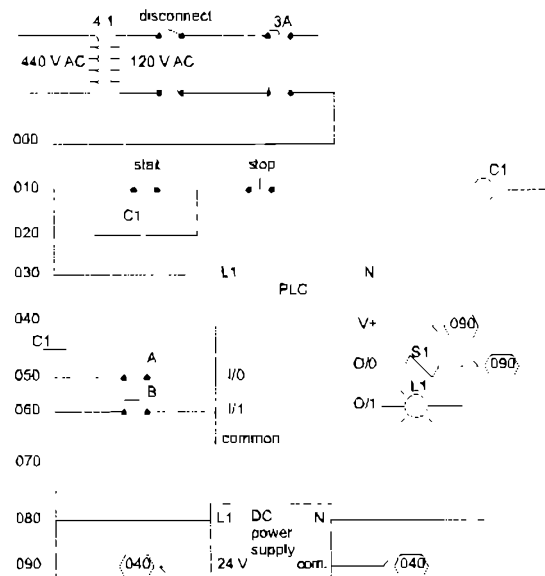 4 1 disconnect 3A
440 V AC 120 V AC
000
start stop
010 C1
C1
020
030 L1 N
PLC
040 V+ 090
C1 A O/0 S1 090
050 I/0 L1
B
060 I/1 O/1
common
070
080 L1 DC N
power
supply
090 040 24 V com. 040